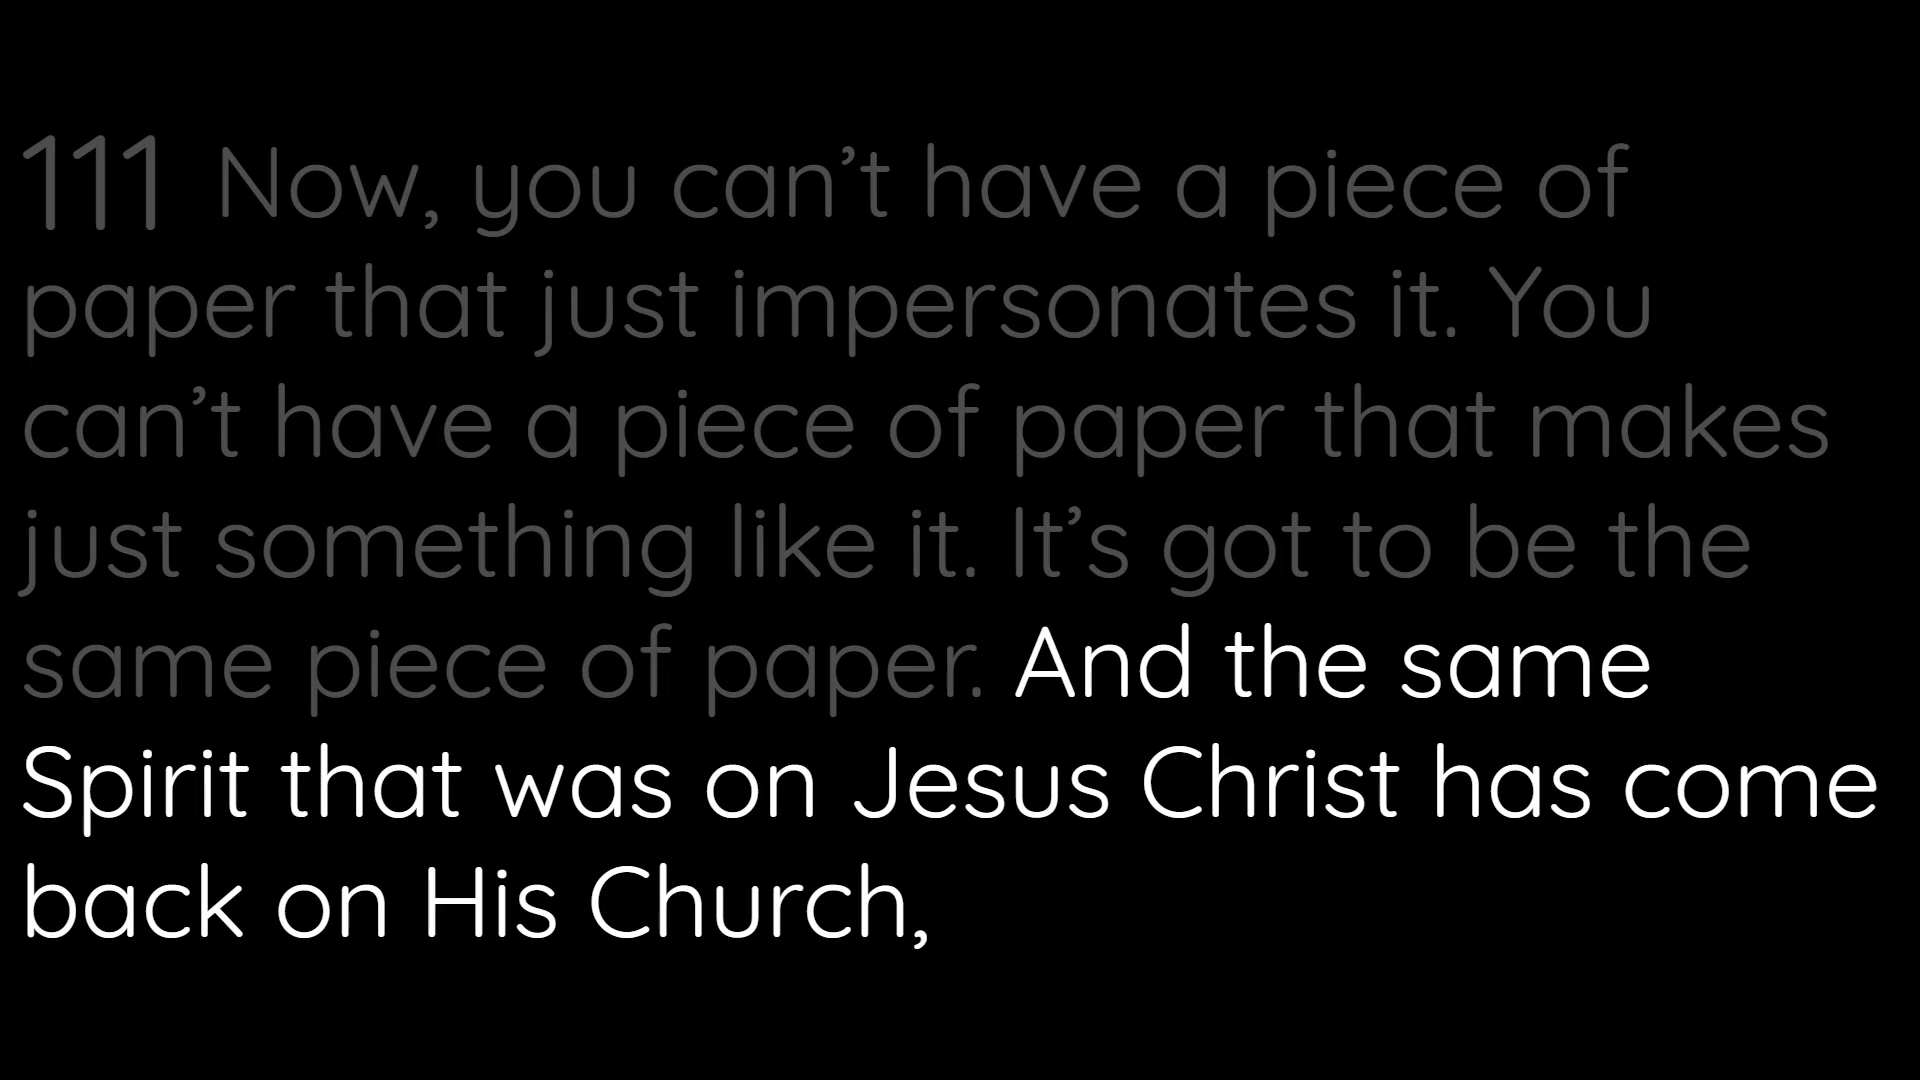 111 Now, you can’t have a piece of
paper that just impersonates it. You
can’t have a piece of paper that makes
just something like it. It’s got to be the
same piece of paper. And the same
Spirit that was on Jesus Christ has come
back on His Church,